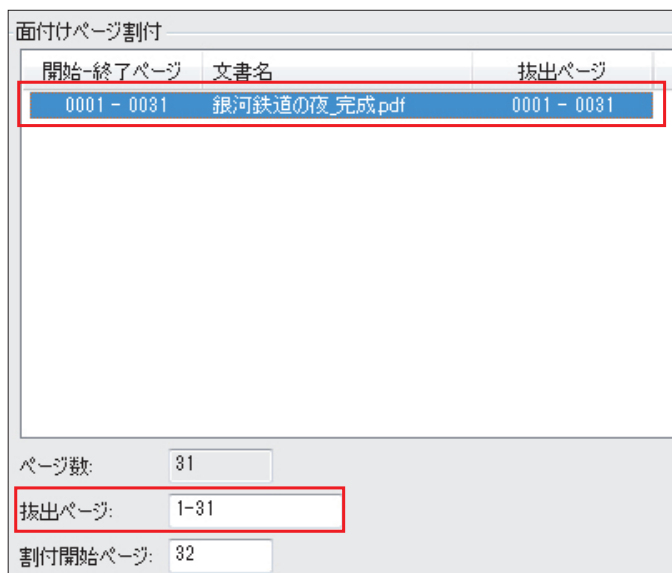 面付けページ割付
開始-終了ページ 文書名 抜出ページ
0001 - 0031 銀河鉄道の夜_完成.pdf 0001 - 0031
ページ数: 31
抜出ページ: 1-31
割付開始ページ: 32